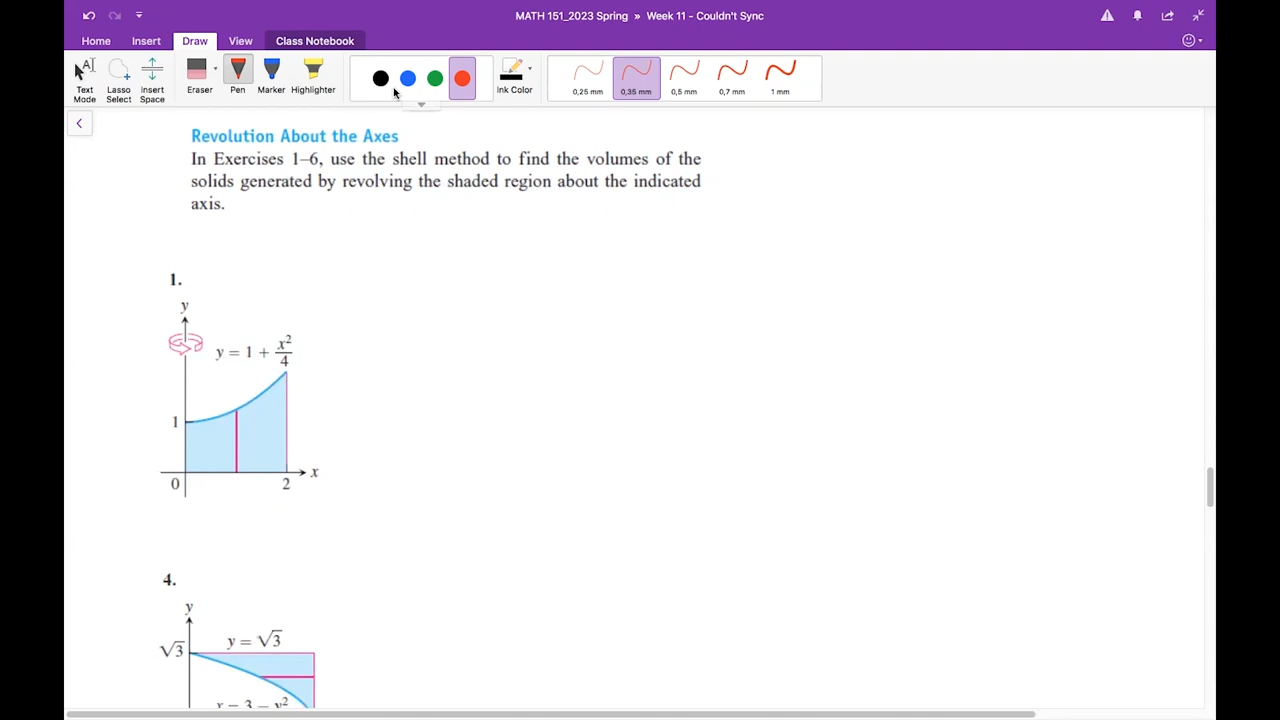 MATH 151_2023 Spring » Week 11 - Couldn't Sync
Home Insert Draw View Class Notebook
Text Mode
Lasso Select
Insert Space
Eraser
Pen
Marker
Highlighter
Ink Color
0,25 mm
0,35 mm
0,5 mm
0,7 mm
1 mm
Revolution About the Axes
In Exercises 1–6, use the shell method to find the volumes of the
solids generated by revolving the shaded region about the indicated
axis.
1.
y
y = 1 + x²/4
1
0 2 x
4.
y
√3 y = √3
x = 3 − y²